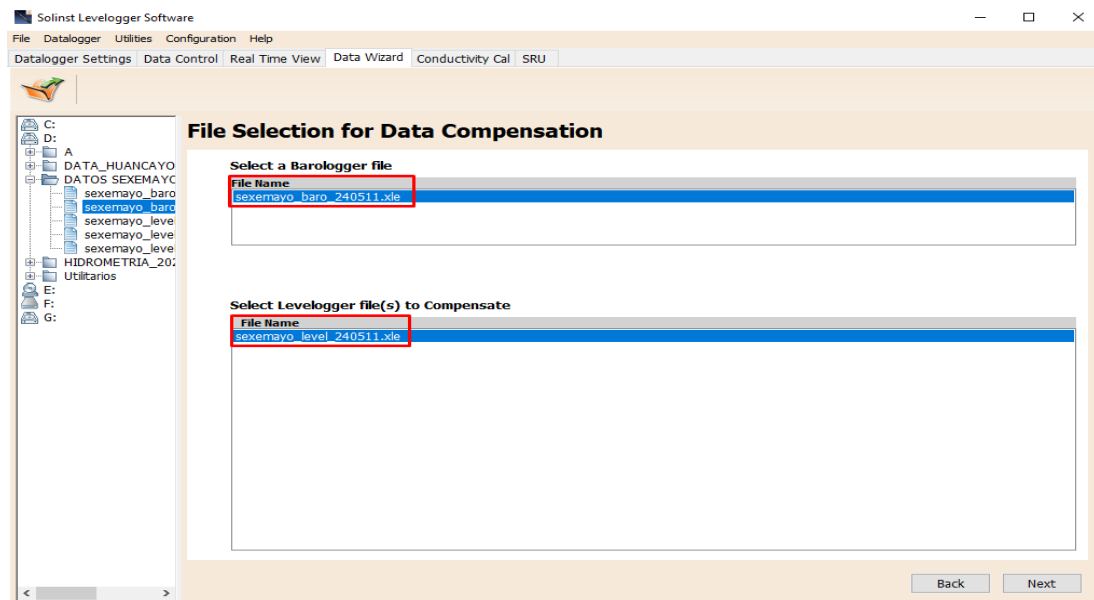 Solinst Levelogger Software
File Datalogger Utilities Configuration Help
Datalogger Settings Data Control Real Time View Data Wizard Conductivity Cal SRU
C:
D:
A
DATA_HUANCAYO
DATOS SEXEMAYO
sexemayo_baro
sexemayo_baro
sexemayo_leve
sexemayo_leve
sexemayo_leve
HIDROMETRIA_202
Utilitarios
E:
F:
G:
File Selection for Data Compensation
Select a Barologger file
File Name
sexemayo_baro_240511.xle
Select Levelogger file(s) to Compensate
File Name
sexemayo_level_240511.xle
Back Next